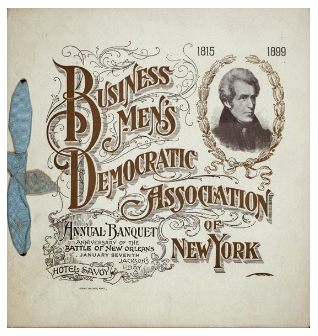 1815 1899
Business
Men's
Democratic
Association
of
New York
Annual Banquet
Anniversary of the
Battle of New Orleans
January Seventh
Jackson's
Day
Hotel Savoy